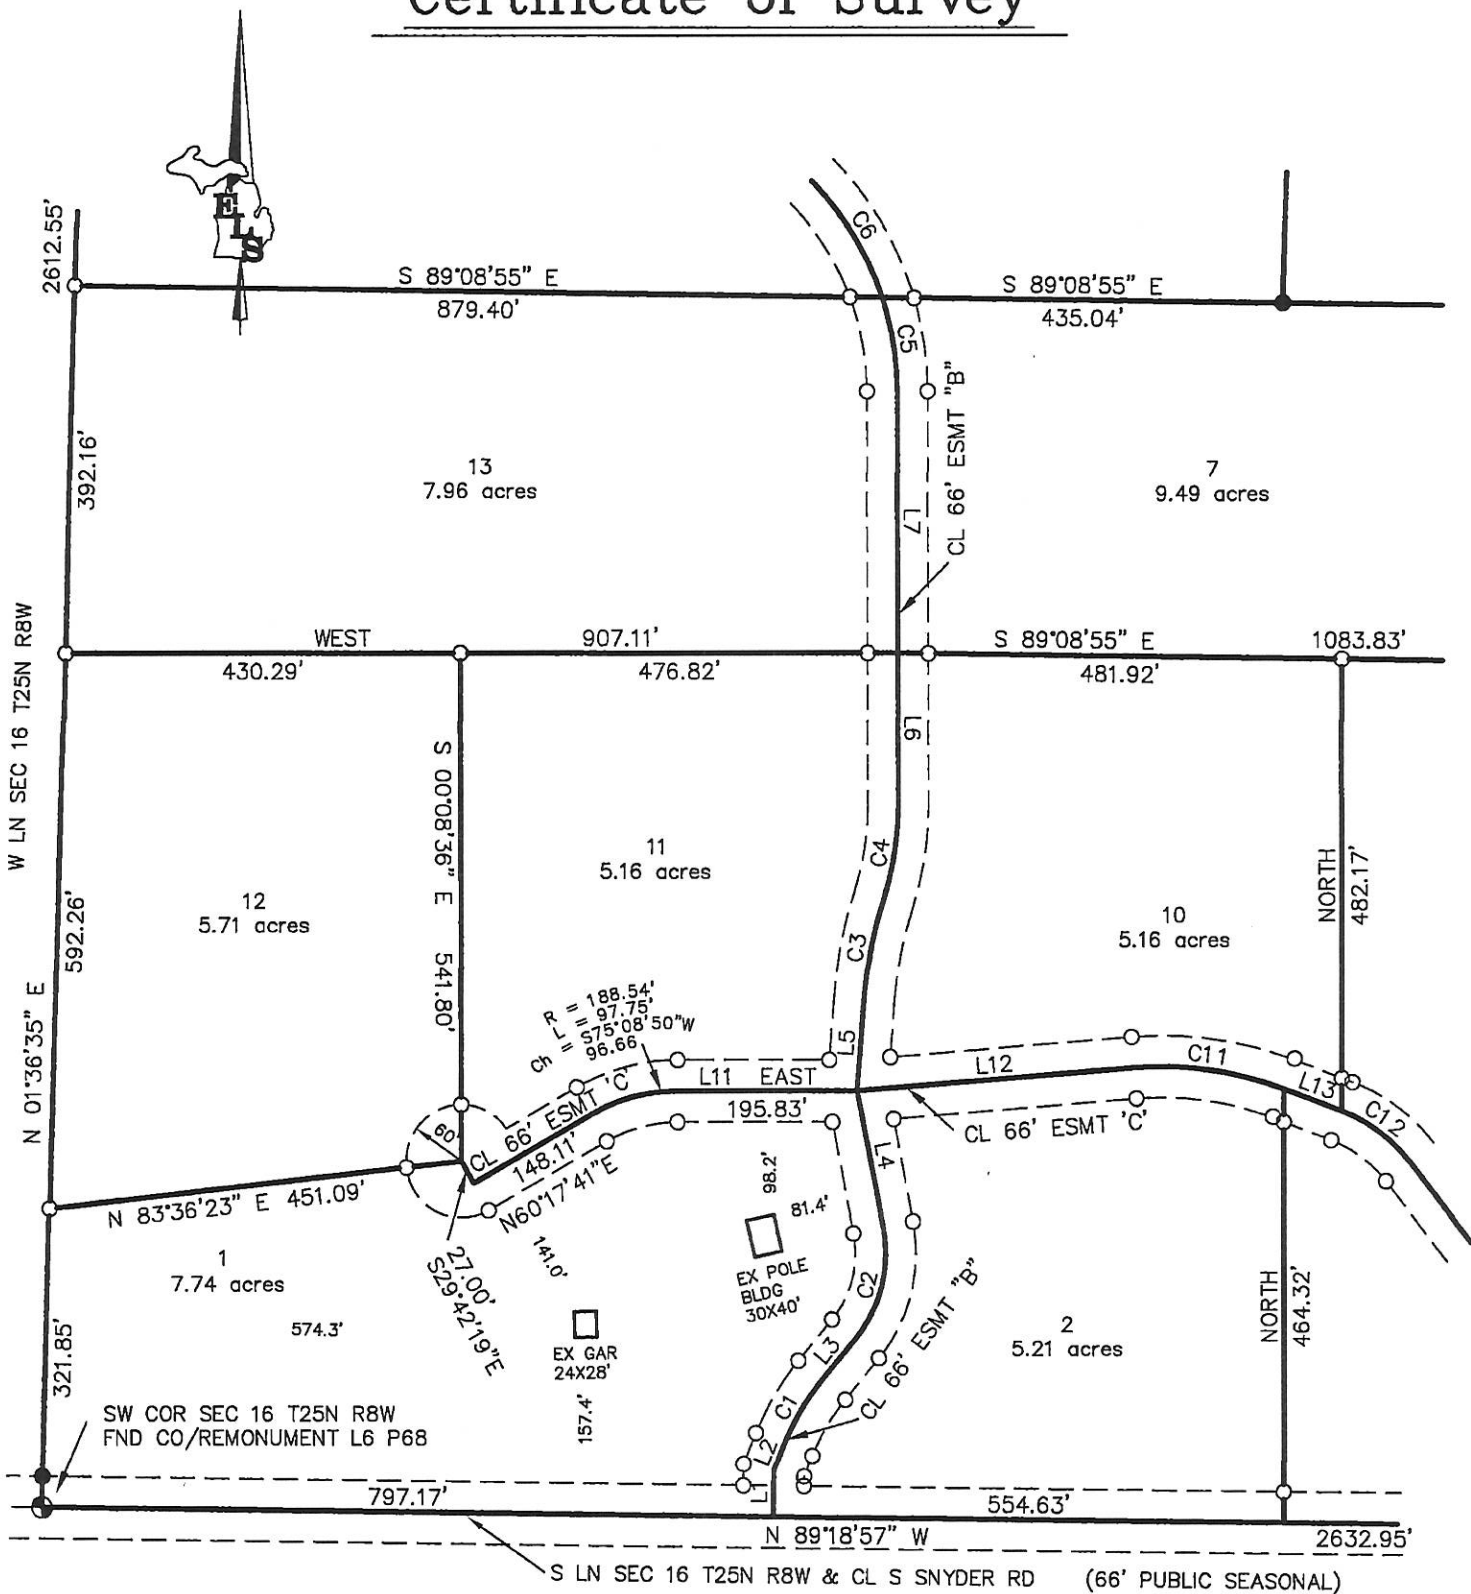 Certificate of Survey
ELS
2612.55'
S 89°08'55" E
879.40'
S 89°08'55" E
435.04'
C6
C5
CL 66' ESMT "B"
392.16'
13
7.96 acres
7
9.49 acres
L7
W LN SEC 16 T25N R8W
WEST
907.11'
430.29'
476.82'
S 89°08'55" E
1083.83'
481.92'
L6
S 00°08'36" E 541.80'
12
5.71 acres
11
5.16 acres
C4
C3
10
5.16 acres
NORTH
482.17'
592.26'
N 01°36'35" E
R = 188.54'
L = 97.75'
Ch = S75°08'50"W
96.66
L5
L11 EAST
195.83'
L12
C11
L13
C12
CL 66' ESMT 'C'
CL 66' ESMT 'C'
60'
148.11'
N60°17'41"E
N 83°36'23" E 451.09'
27.00'
S29°42'19"E
L4
98.2'
81.4'
141.0'
EX POLE
BLDG
30X40'
1
7.74 acres
574.3'
EX GAR
24X28'
157.4'
C2
L3
C1
L2
L1
CL 66' ESMT "B"
2
5.21 acres
NORTH
464.32'
321.85'
SW COR SEC 16 T25N R8W
FND CO/REMONUMENT L6 P68
797.17'
554.63'
N 89°18'57" W
2632.95'
S LN SEC 16 T25N R8W & CL S SNYDER RD (66' PUBLIC SEASONAL)